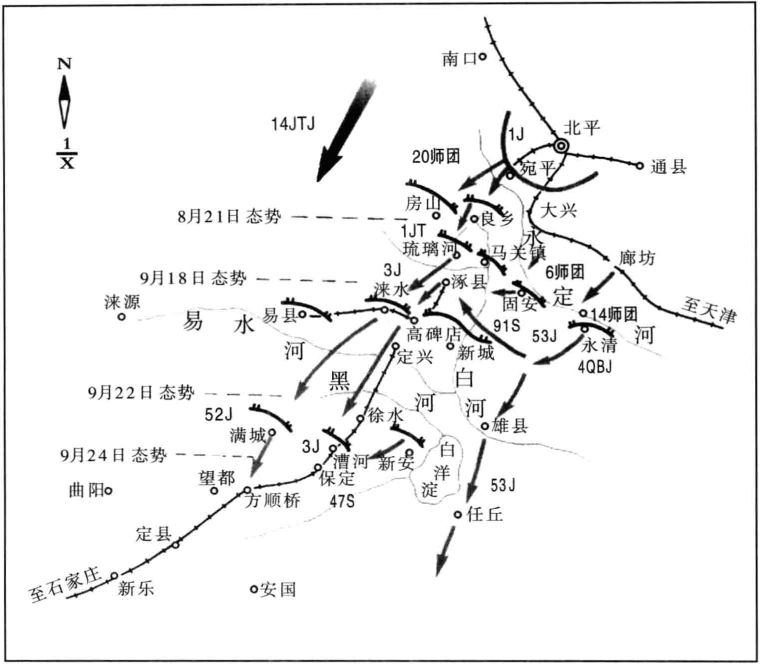 南口
N
1
X
14JTJ
1J
北平
20师团
宛平
通县
房山
良乡
大兴
8月21日态势
1JT
琉璃河
马关镇
永
定
河
廊坊
6师团
至天津
9月18日态势
3J
涞水
涿县
固安
14师团
涞源
易县
易
水
河
高碑店
91S
53J
永清
4QBJ
新城
定兴
白
河
黑
河
9月22日态势
52J
徐水
雄县
满城
3J
漕河
新安
白
洋
淀
9月24日态势
望都
保定
47S
53J
曲阳
方顺桥
任丘
定县
至石家庄
新乐
安国